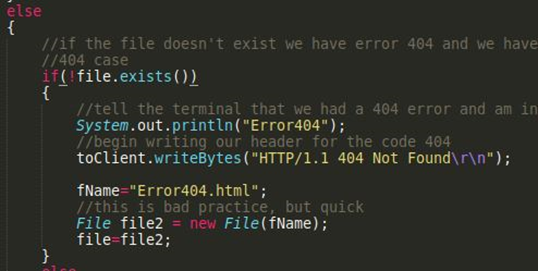 else
{
//if the file doesn't exist we have error 404 and we have
//404 case
if(!file.exists())
{
//tell the terminal that we had a 404 error and am in
System.out.println("Error404");
//begin writing our header for the code 404
toClient.writeBytes("HTTP/1.1 404 Not Found\r\n");
fName="Error404.html";
//this is bad practice, but quick
File file2 = new File(fName);
file=file2;
}
else